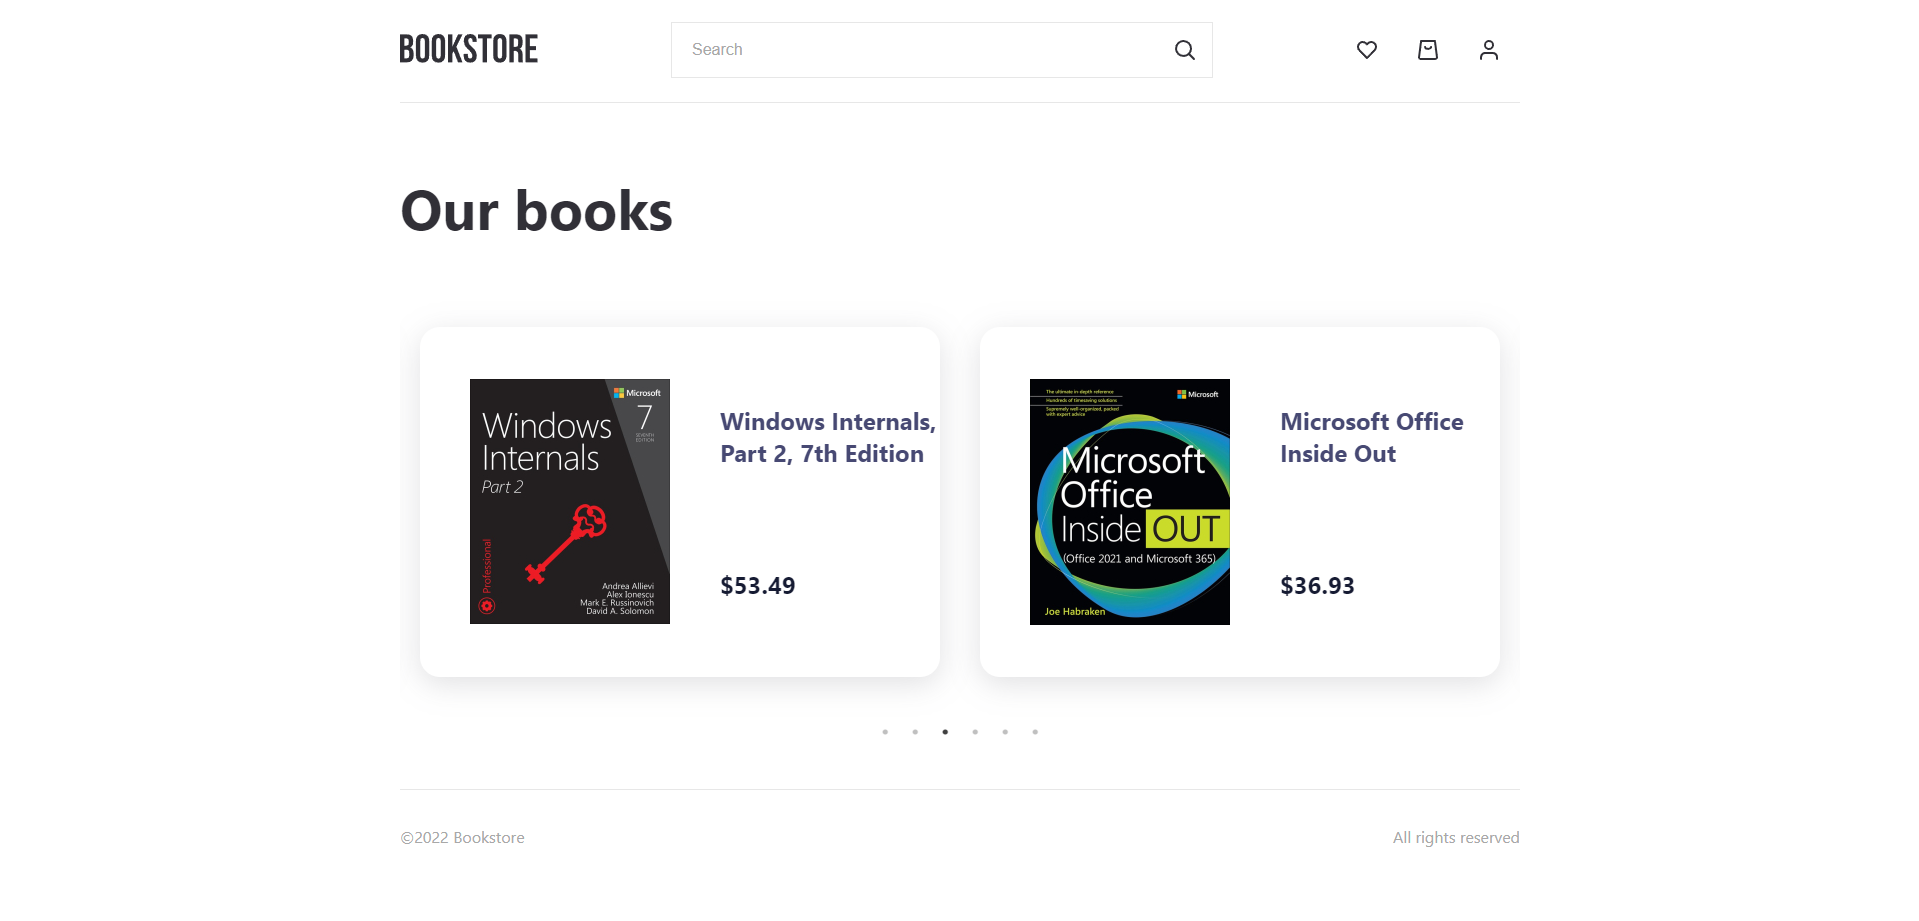 BOOKSTORE
Search
Our books
Microsoft
7
SEVENTH
EDITION
Windows
Internals
Part 2
Professional
Andrea Allievi
Alex Ionescu
Mark E. Russinovich
David A. Solomon
Windows Internals,
Part 2, 7th Edition
$53.49
The ultimate in-depth reference
Hundreds of timesaving solutions
Supremely well-organized, packed
with expert advice
Microsoft
Microsoft
Office
Inside OUT
(Office 2021 and Microsoft 365)
Joe Habraken
Microsoft Office
Inside Out
$36.93
©2022 Bookstore
All rights reserved